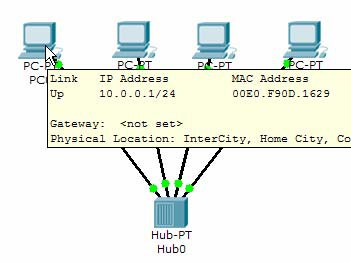 PC-PT PC-PT PC-PT PC-PT
PC
Link IP Address MAC Address
Up 10.0.0.1/24 00E0.F90D.1629
Gateway: <not set>
Physical Location: InterCity, Home City, Co
Hub-PT
Hub0